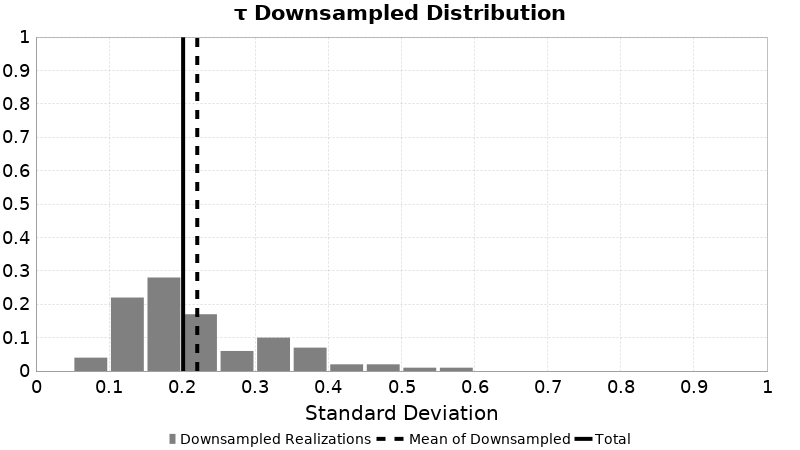 τ Downsampled Distribution
1
0.9
0.8
0.7
0.6
0.5
0.4
0.3
0.2
0.1
0
0 0.1 0.2 0.3 0.4 0.5 0.6 0.7 0.8 0.9 1
Standard Deviation
Downsampled Realizations Mean of Downsampled Total